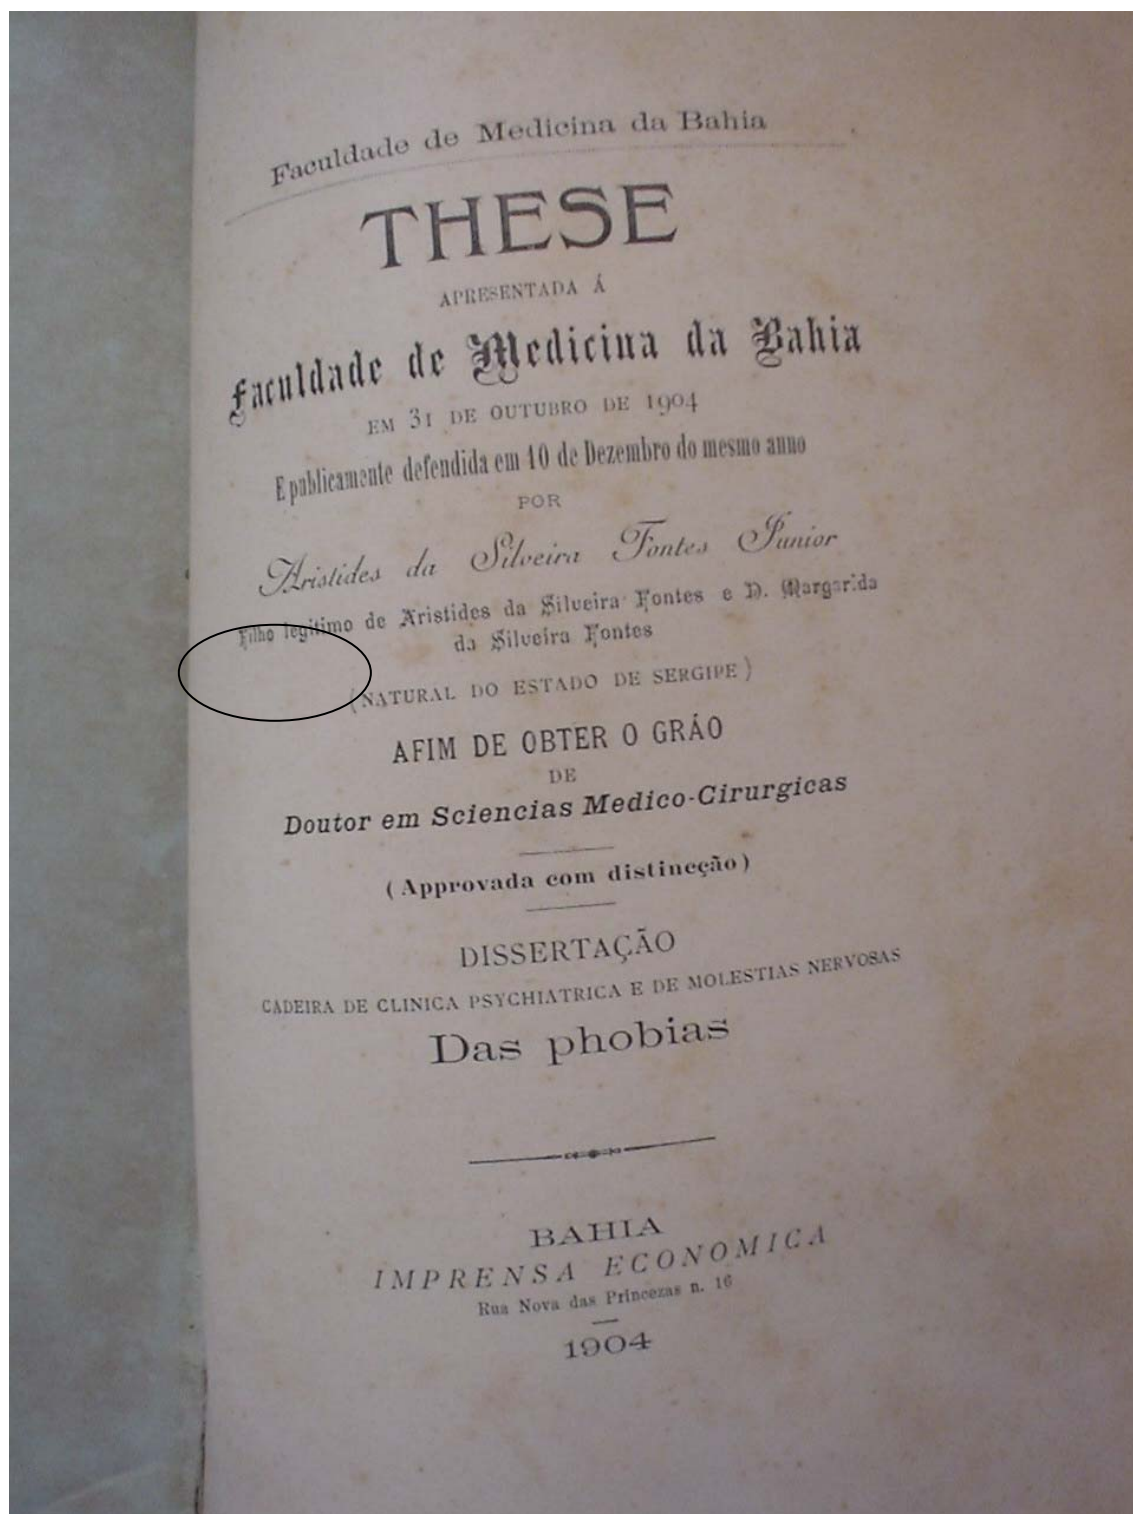 Faculdade de Medicina da Bahia
THESE
APRESENTADA Á
Faculdade de Medicina da Bahia
EM 31 DE OUTUBRO DE 1904
E publicamente defendida em 10 de Dezembro do mesmo anno
POR
Aristides da Silveira Fontes Junior
Filho legitimo de Aristides da Silveira Fontes e D. Margarida
da Silveira Fontes
(NATURAL DO ESTADO DE SERGIPE)
AFIM DE OBTER O GRÁO
DE
Doutor em Sciencias Medico-Cirurgicas
(Approvada com distincção)
DISSERTAÇÃO
CADEIRA DE CLINICA PSYCHIATRICA E DE MOLESTIAS NERVOSAS
Das phobias
BAHIA
IMPRENSA ECONOMICA
Rua Nova das Princezas n. 16
1904